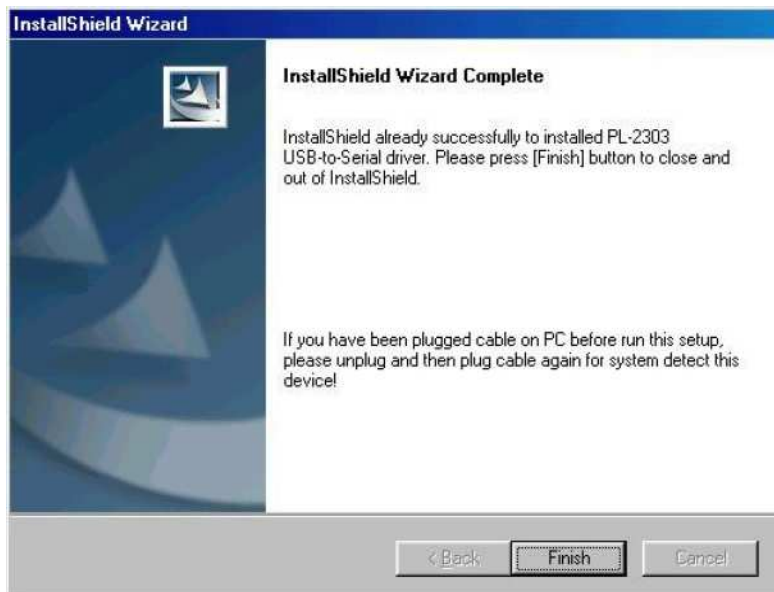 InstallShield Wizard
InstallShield Wizard Complete
InstallShield already successfully to installed PL-2303
USB-to-Serial driver. Please press [Finish] button to close and
out of InstallShield.
If you have been plugged cable on PC before run this setup,
please unplug and then plug cable again for system detect this
device!
< Back Finish Cancel